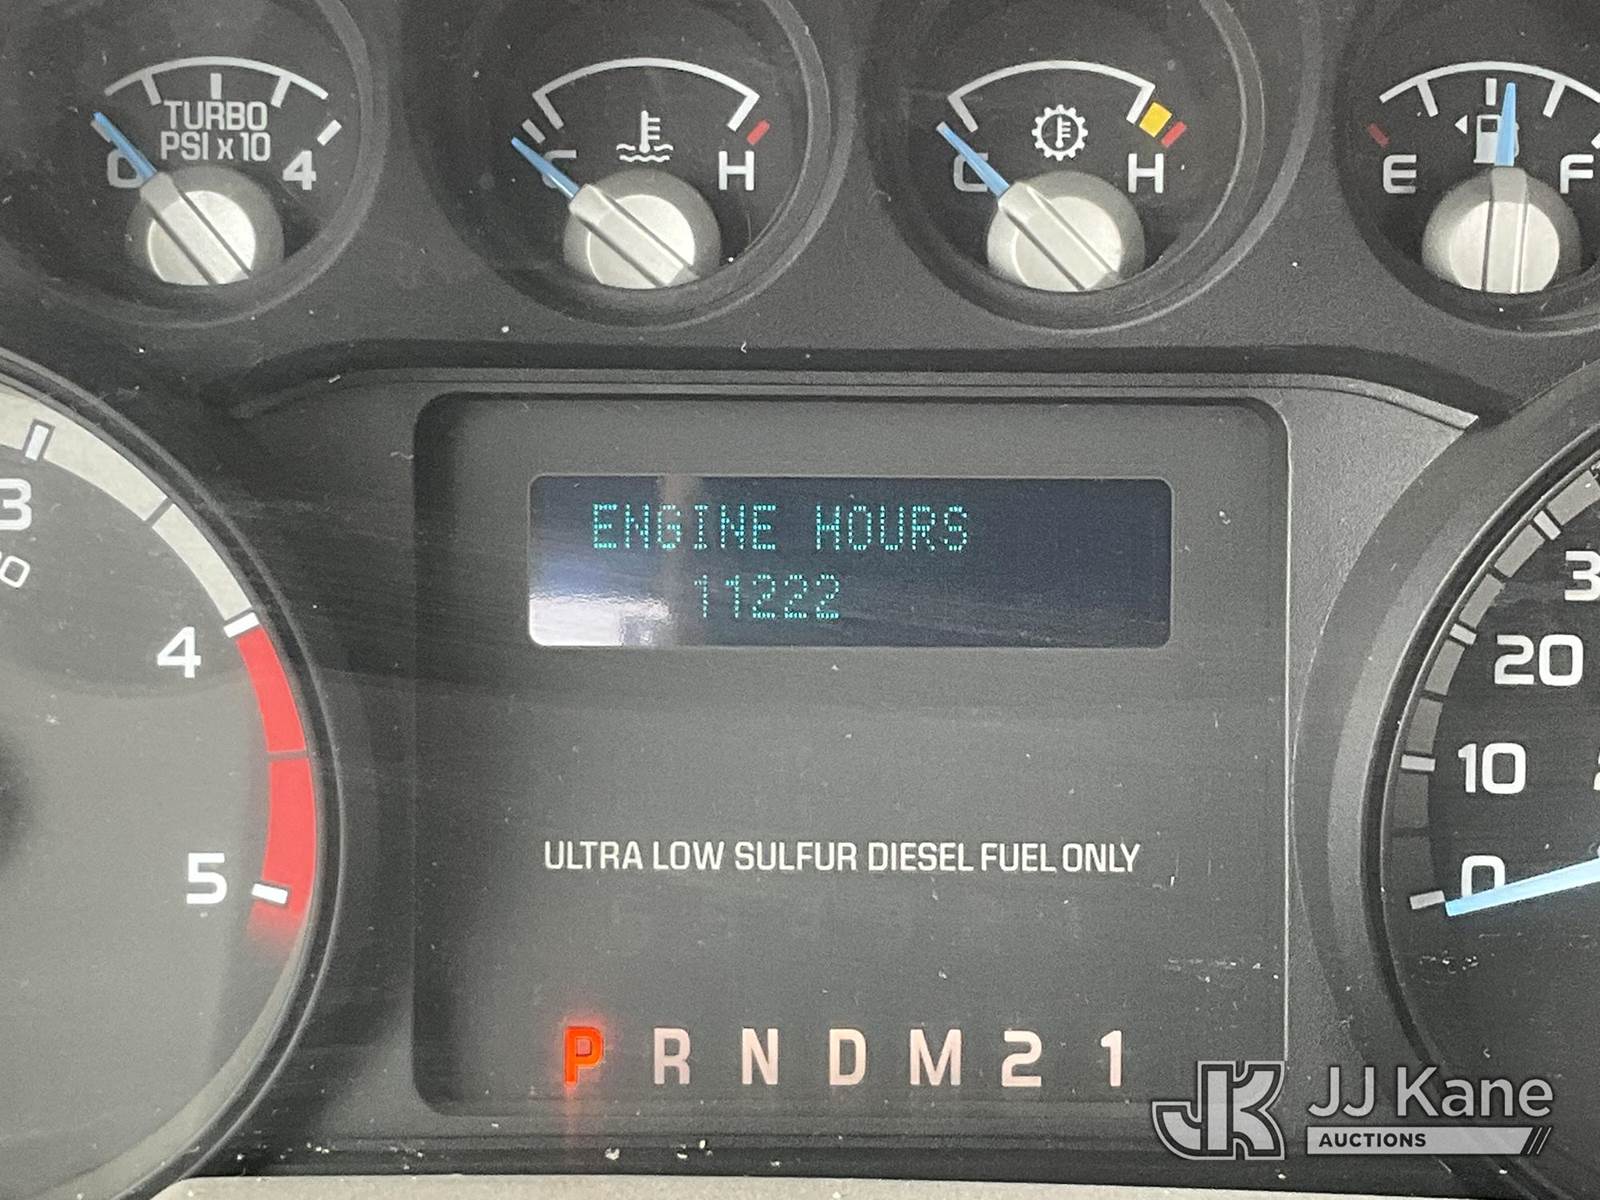 TURBO
PSI x 10
0 4
C H
C H
E F
ENGINE HOURS
11222
3
4
5
20
10
0
ULTRA LOW SULFUR DIESEL FUEL ONLY
P R N D M 2 1
JK JJ Kane
AUCTIONS